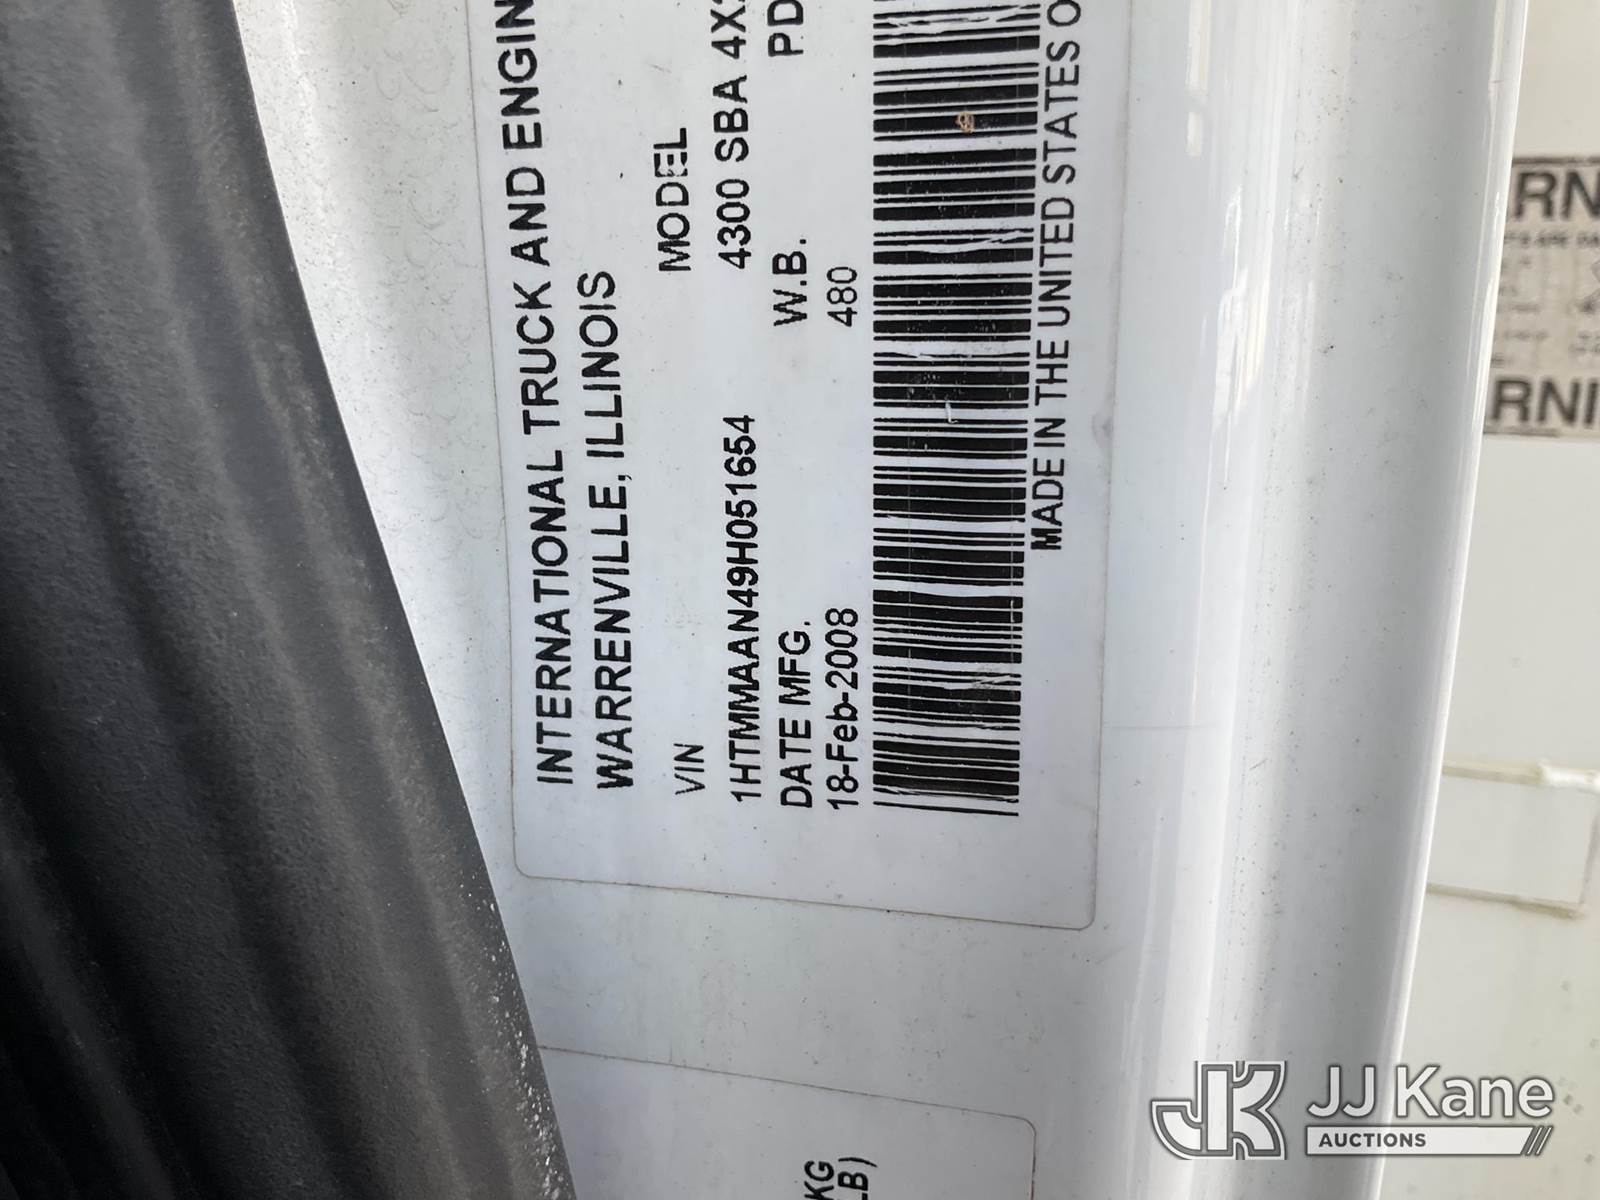 INTERNATIONAL TRUCK AND ENGIN
WARRENVILLE, ILLINOIS
VIN MODEL
1HTMMAAN49H051654 4300 SBA 4X2
DATE MFG. W.B. PD
18-Feb-2008 480
MADE IN THE UNITED STATES O
KG
LB)
RN
RNI
JJ Kane
AUCTIONS